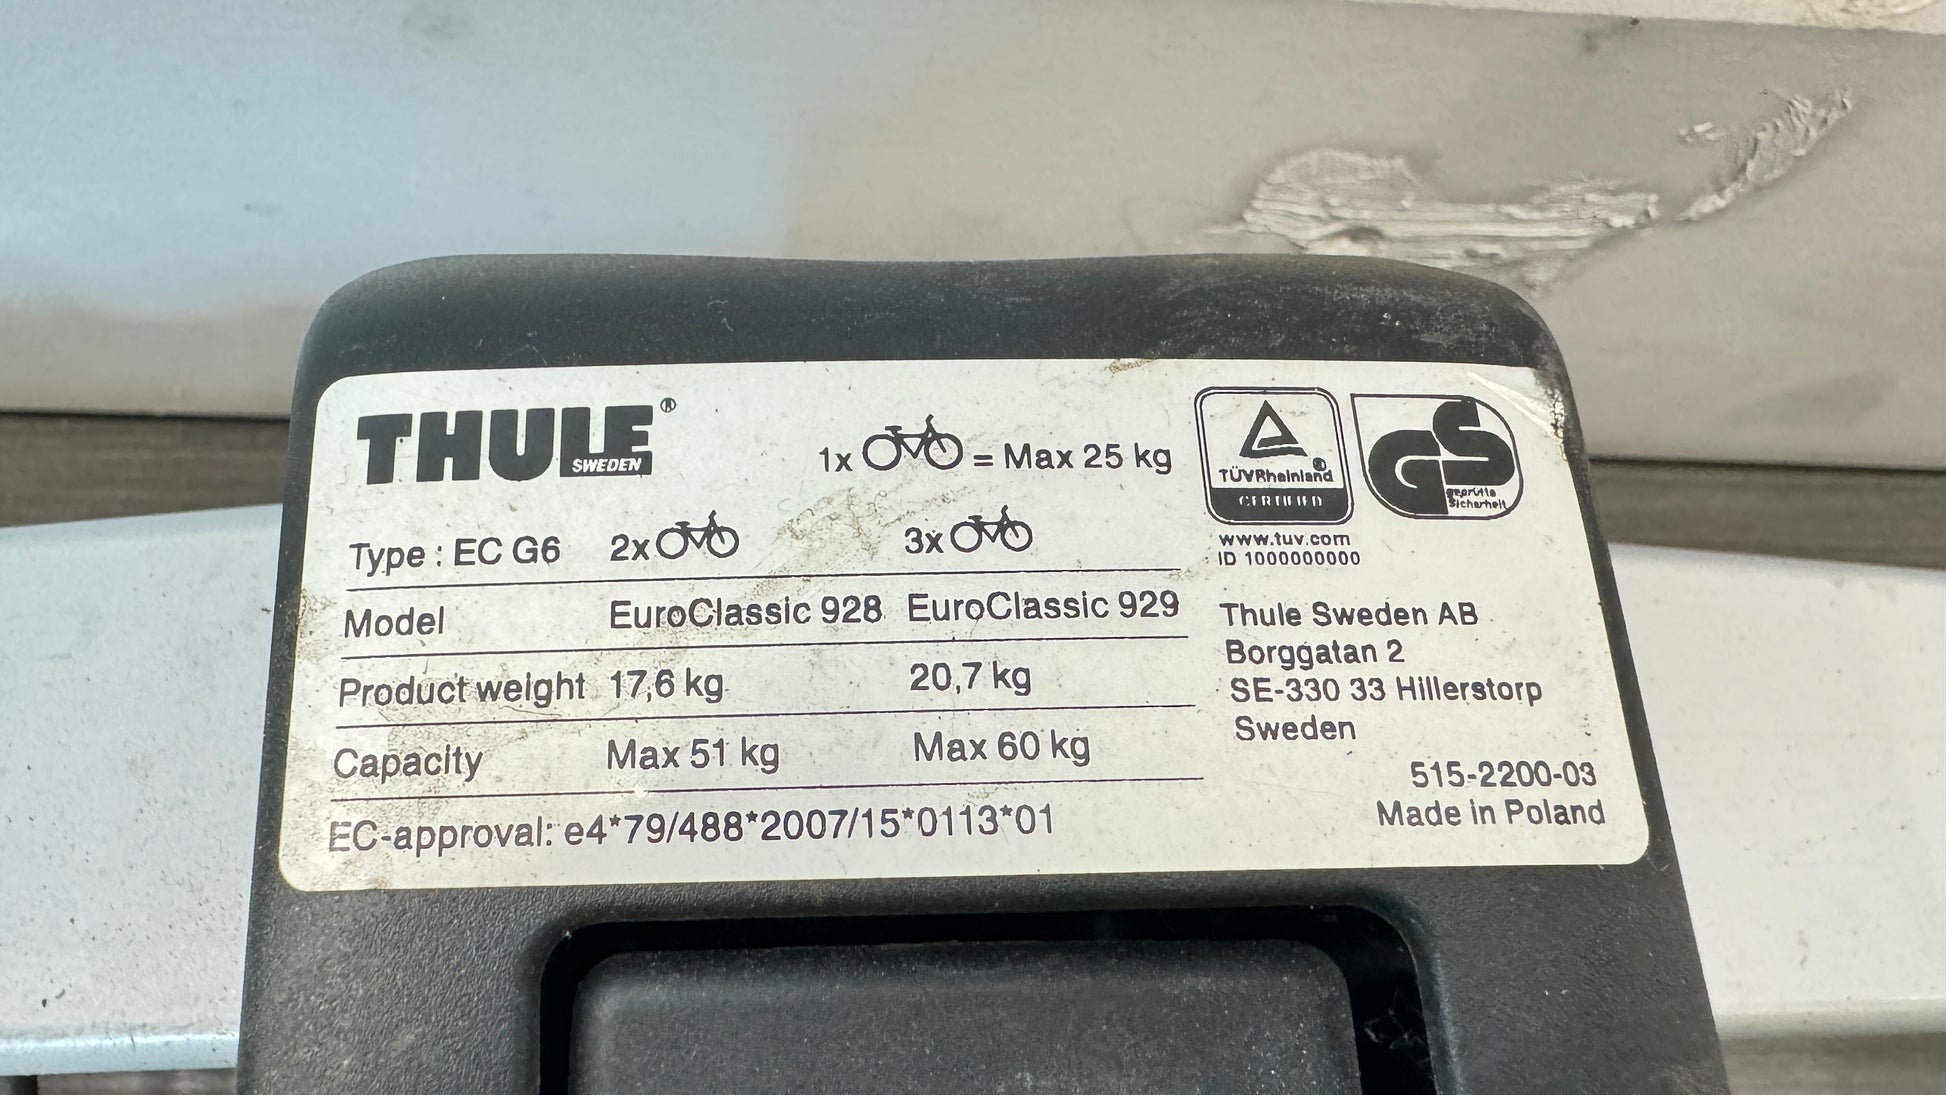 THULE®
SWEDEN
1x = Max 25 kg
Type : EC G6 2x 3x
Model EuroClassic 928 EuroClassic 929
Product weight 17,6 kg 20,7 kg
Capacity Max 51 kg Max 60 kg
EC-approval: e4*79/488*2007/15*0113*01
TÜVRheinland®
CERTIFIED
GS
geprüfte
Sicherheit
www.tuv.com
ID 1000000000
Thule Sweden AB
Borggatan 2
SE-330 33 Hillerstorp
Sweden
515-2200-03
Made in Poland